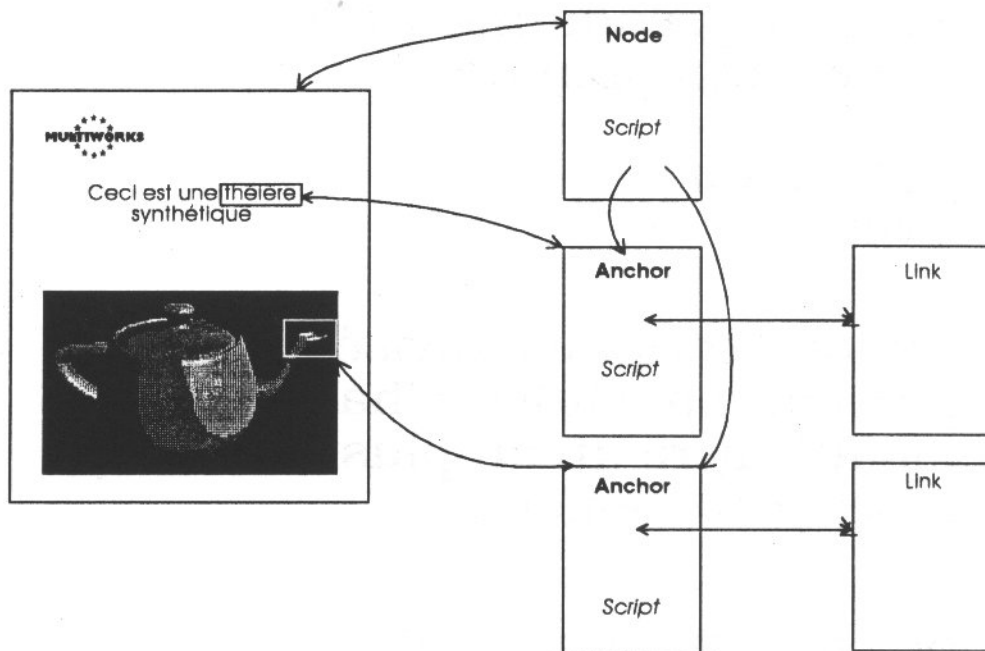 MULTIWORKS
Ceci est une théière
synthétique
Node
Script
Anchor
Script
Link
Anchor
Script
Link